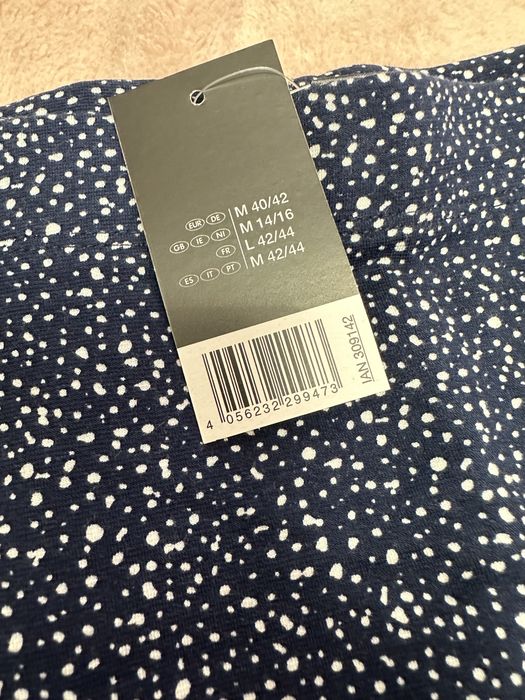 EUR DE M 40/42
GB IE NI M 14/16
FR L 42/44
ES IT PT M 42/44
IAN 309142
4 056232 299473